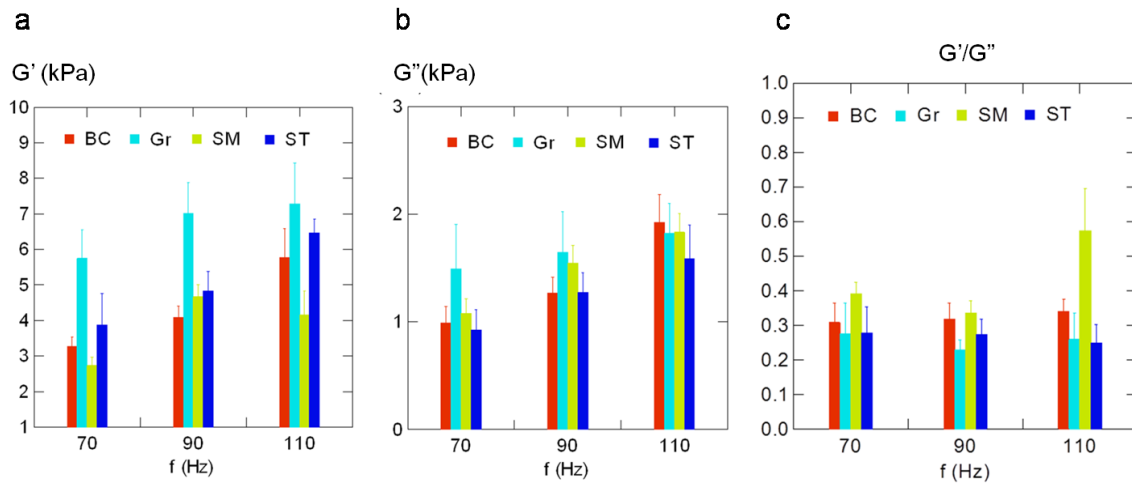 a
G' (kPa)
10
9
8
7
6
5
4
3
2
1
BC Gr SM ST
70 90 110
f (Hz)
b
G"(kPa)
3
2
1
0
BC Gr SM ST
70 90 110
f (Hz)
c
G'/G"
1.0
0.9
0.8
0.7
0.6
0.5
0.4
0.3
0.2
0.1
0.0
BC Gr SM ST
70 90 110
f (Hz)